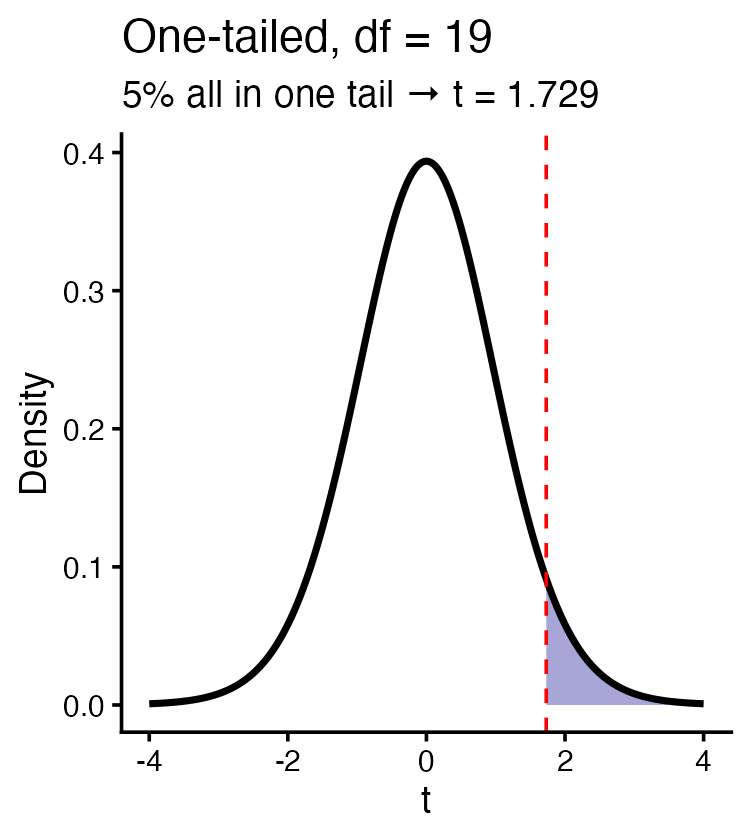 One-tailed, df = 19
5% all in one tail → t = 1.729
0.4
0.3
0.2
0.1
0.0
Density
-4 -2 0 2 4
t